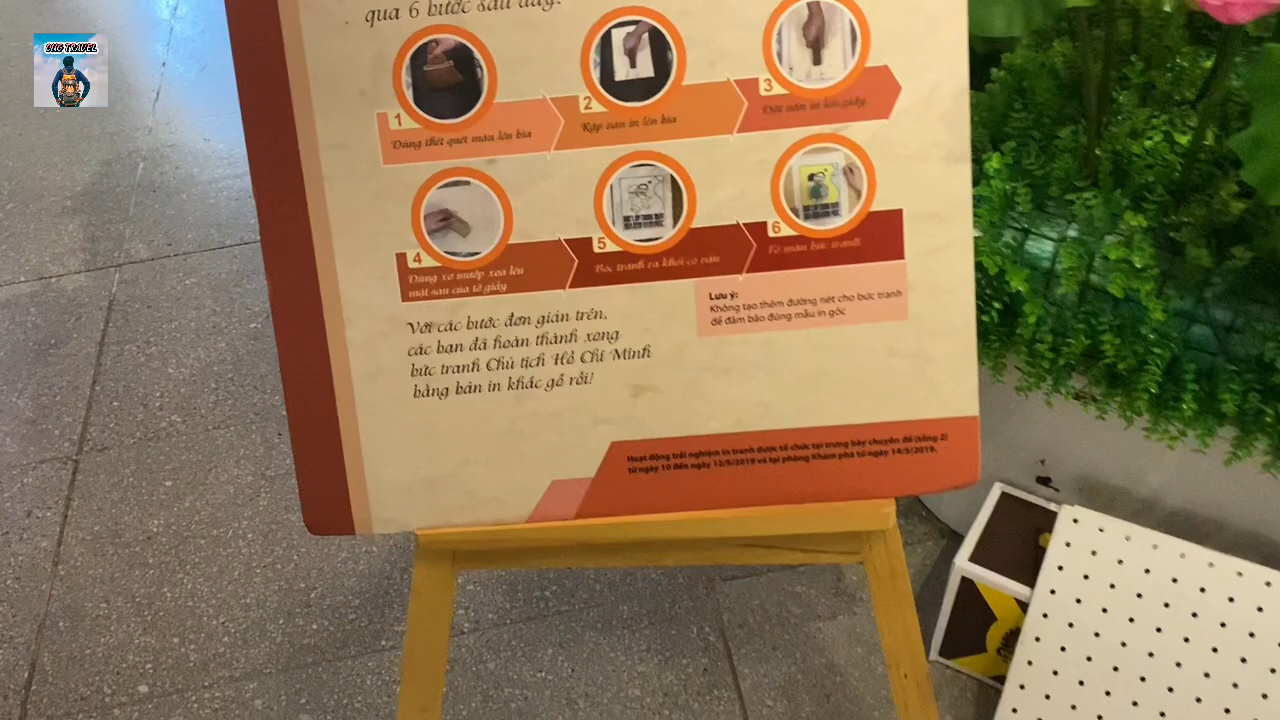 UHG TRAVEL
qua 6 bước sau đây:
1
Dùng thét quét màu lên bìa
2
Rập ván in lên bìa
3
Đặt ván in lên giấy
4
Dùng xơ mướp xoa lên
mặt sau của tờ giấy
5
Bóc tranh ra khỏi cơ ván
6
Tô màu bức tranh
Lưu ý:
Không tạo thêm đường nét cho bức tranh
để đảm bảo đúng mẫu in gốc
Với các bước đơn giản trên,
các bạn đã hoàn thành xong
bức tranh Chủ tịch Hồ Chí Minh
bằng bản in khắc gỗ rồi!
Hoạt động trải nghiệm in tranh được tổ chức tại trưng bày chuyên đề (tầng 2)
từ ngày 10 đến ngày 12/5/2019 và tại phòng Khám phá từ ngày 14/5/2019.